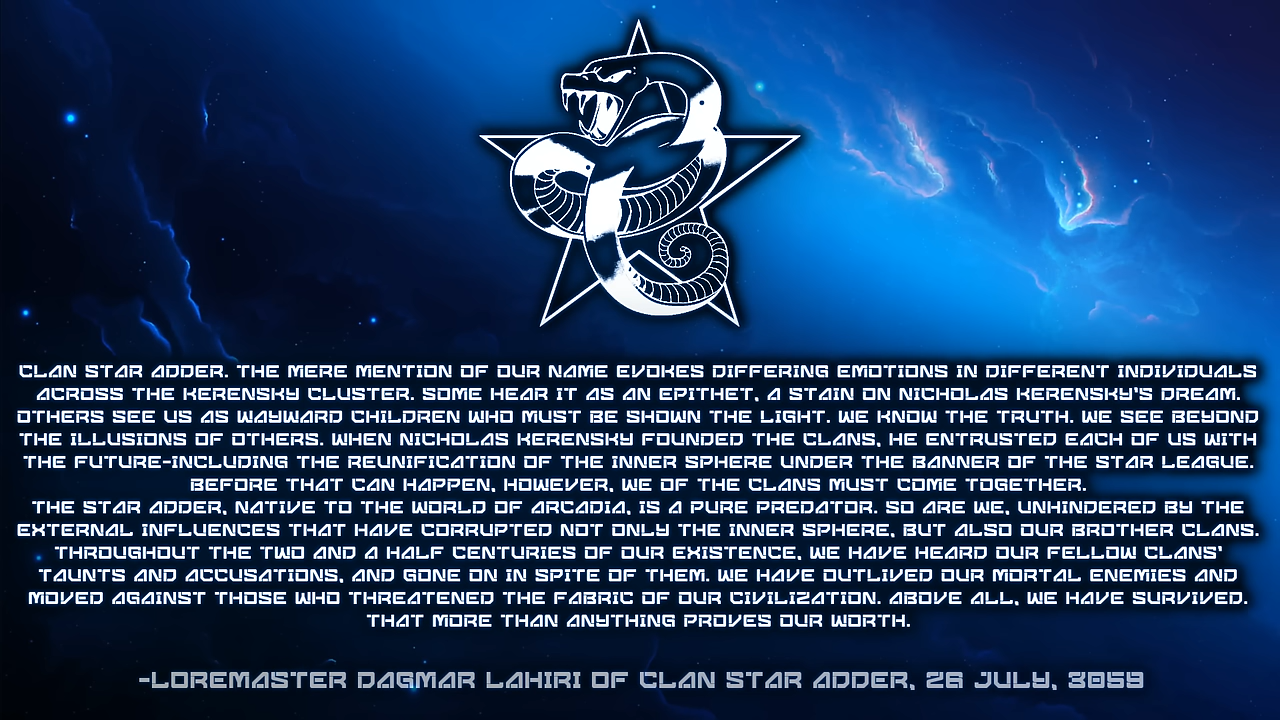 CLAN STAR ADDER. THE MERE MENTION OF OUR NAME EVOKES DIFFERING EMOTIONS IN DIFFERENT INDIVIDUALS
ACROSS THE KERENSKY CLUSTER. SOME HEAR IT AS AN EPITHET, A STAIN ON NICHOLAS KERENSKY'S DREAM.
OTHERS SEE US AS WAYWARD CHILDREN WHO MUST BE SHOWN THE LIGHT. WE KNOW THE TRUTH. WE SEE BEYOND
THE ILLUSIONS OF OTHERS. WHEN NICHOLAS KERENSKY FOUNDED THE CLANS, HE ENTRUSTED EACH OF US WITH
THE FUTURE-INCLUDING THE REUNIFICATION OF THE INNER SPHERE UNDER THE BANNER OF THE STAR LEAGUE.
BEFORE THAT CAN HAPPEN, HOWEVER, WE OF THE CLANS MUST COME TOGETHER.
THE STAR ADDER, NATIVE TO THE WORLD OF ARCADIA, IS A PURE PREDATOR. SO ARE WE, UNHINDERED BY THE
EXTERNAL INFLUENCES THAT HAVE CORRUPTED NOT ONLY THE INNER SPHERE, BUT ALSO OUR BROTHER CLANS.
THROUGHOUT THE TWO AND A HALF CENTURIES OF OUR EXISTENCE, WE HAVE HEARD OUR FELLOW CLANS'
TAUNTS AND ACCUSATIONS, AND GONE ON IN SPITE OF THEM. WE HAVE OUTLIVED OUR MORTAL ENEMIES AND
MOVED AGAINST THOSE WHO THREATENED THE FABRIC OF OUR CIVILIZATION. ABOVE ALL, WE HAVE SURVIVED.
THAT MORE THAN ANYTHING PROVES OUR WORTH.
-LOREMASTER DAGMAR LAHIRI OF CLAN STAR ADDER, 26 JULY, 3059